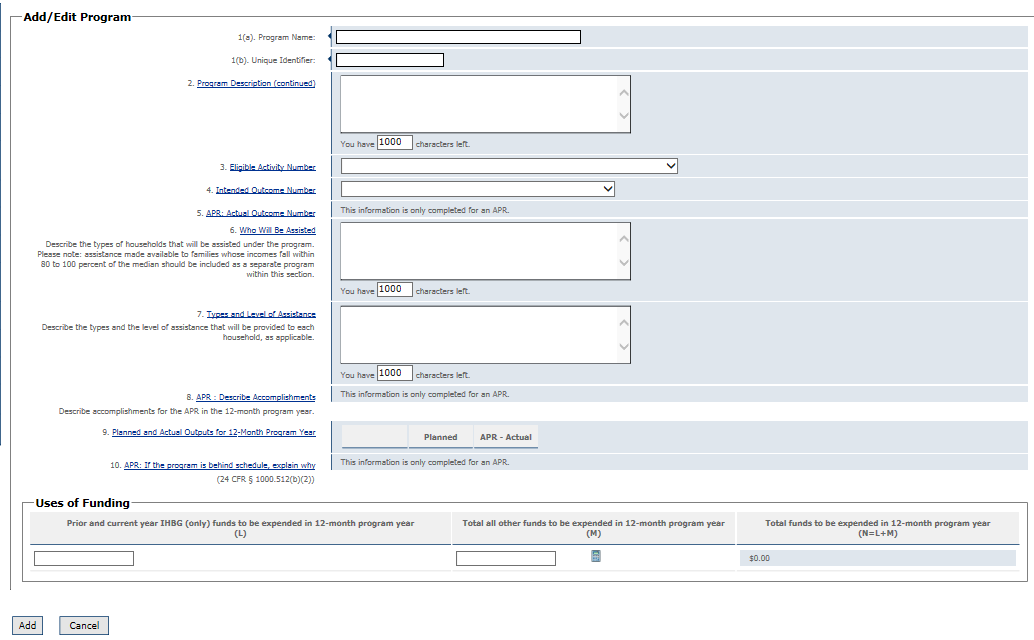 Add/Edit Program
1(a). Program Name:
1(b). Unique Identifier:
2. Program Description (continued)
You have 1000 characters left.
3. Eligible Activity Number
4. Intended Outcome Number
5. APR: Actual Outcome Number
This information is only completed for an APR.
6. Who Will Be Assisted
Describe the types of households that will be assisted under the program.
Please note: assistance made available to families whose incomes fall within
80 to 100 percent of the median should be included as a separate program
within this section.
You have 1000 characters left.
7. Types and Level of Assistance
Describe the types and the level of assistance that will be provided to each
household, as applicable.
You have 1000 characters left.
8. APR : Describe Accomplishments
This information is only completed for an APR.
Describe accomplishments for the APR in the 12-month program year.
9. Planned and Actual Outputs for 12-Month Program Year
Planned APR - Actual
10. APR: If the program is behind schedule, explain why
This information is only completed for an APR.
(24 CFR § 1000.512(b)(2))
Uses of Funding
Prior and current year IHBG (only) funds to be expended in 12-month program year
(L)
Total all other funds to be expended in 12-month program year
(M)
Total funds to be expended in 12-month program year
(N=L+M)
$0.00
Add Cancel